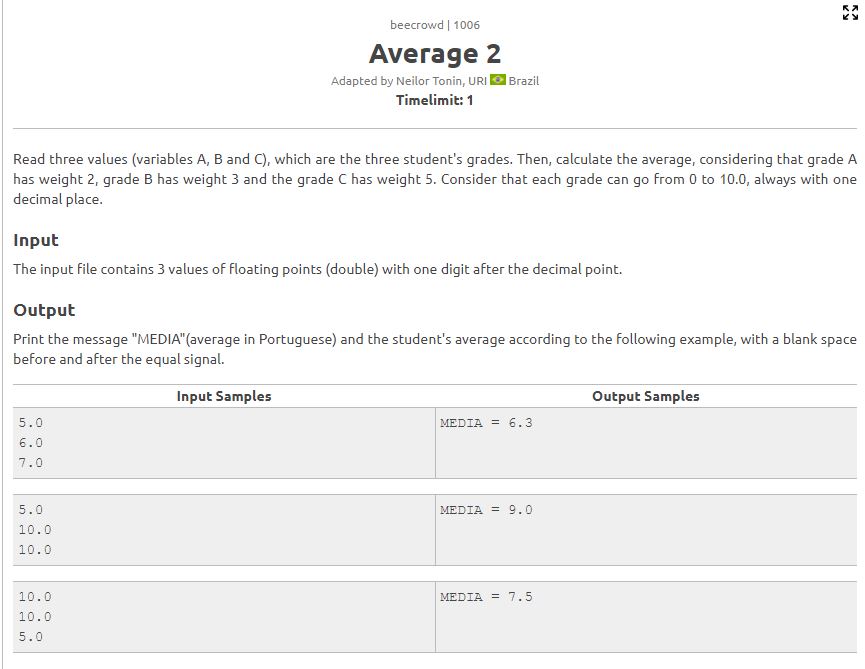 beecrowd | 1006
Average 2
Adapted by Neilor Tonin, URI Brazil
Timelimit: 1
Read three values (variables A, B and C), which are the three student's grades. Then, calculate the average, considering that grade A
has weight 2, grade B has weight 3 and the grade C has weight 5. Consider that each grade can go from 0 to 10.0, always with one
decimal place.
Input
The input file contains 3 values of floating points (double) with one digit after the decimal point.
Output
Print the message "MEDIA"(average in Portuguese) and the student's average according to the following example, with a blank space
before and after the equal signal.
Input Samples Output Samples
5.0 MEDIA = 6.3
6.0
7.0
5.0 MEDIA = 9.0
10.0
10.0
10.0 MEDIA = 7.5
10.0
5.0